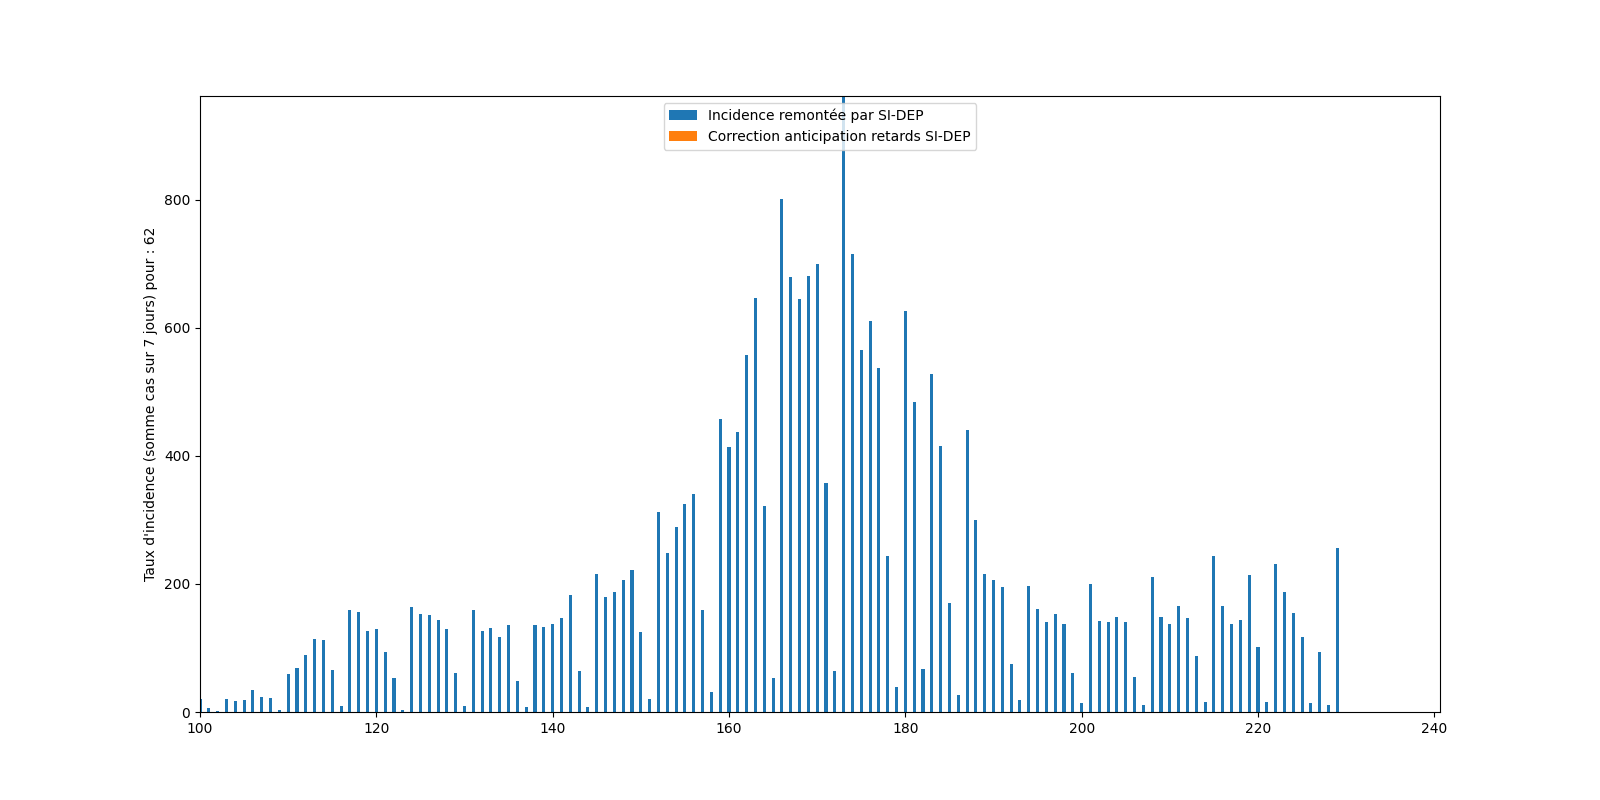 Incidence remontée par SI-DEP
Correction anticipation retards SI-DEP
Taux d'incidence (somme cas sur 7 jours) pour : 62
800
600
400
200
0
100 120 140 160 180 200 220 240